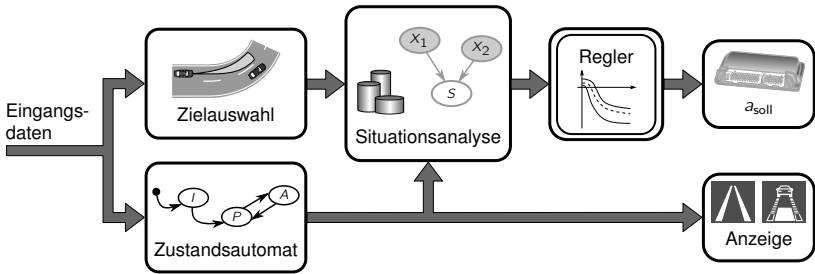 Eingangs-
daten
Zielauswahl
X1
X2
S
Situationsanalyse
Regler
asoll
I
P
A
Zustandsautomat
Anzeige